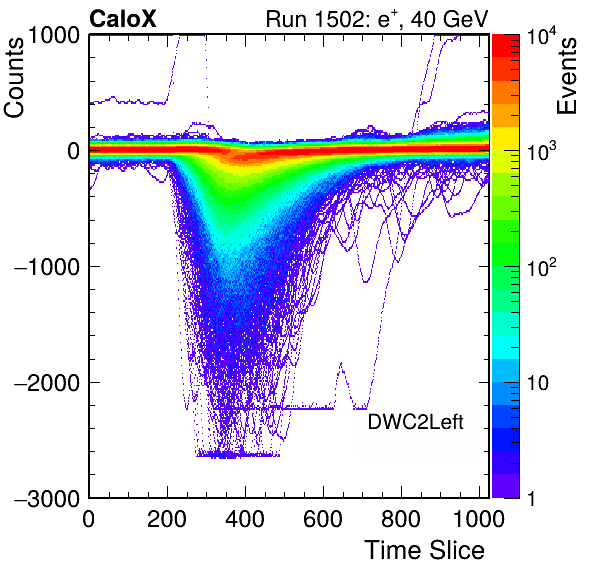 CaloX Run 1502: e⁺, 40 GeV
Counts
Events
1000
0
−1000
−2000
−3000
0 200 400 600 800 1000
Time Slice
DWC2Left
10⁴
10³
10²
10
1